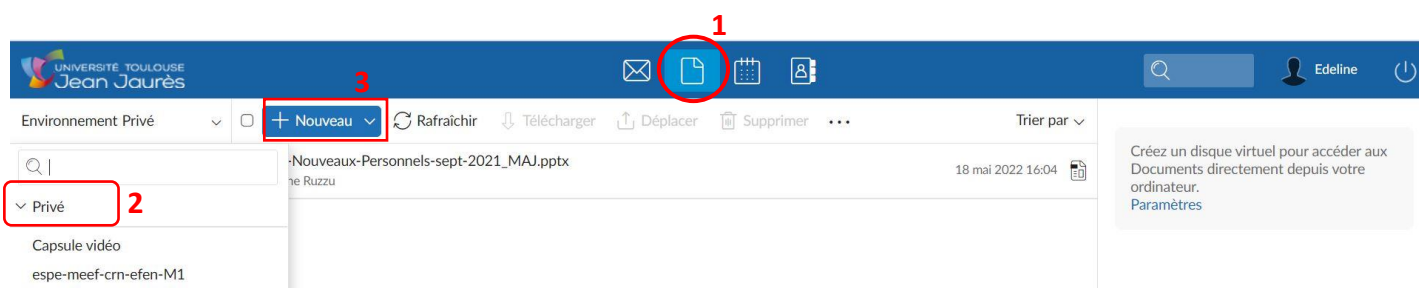 1
UNIVERSITÉ TOULOUSE
Jean Jaurès
Edeline
3
Environnement Privé
Nouveau
Rafraîchir
Télécharger
Déplacer
Supprimer
...
Trier par
-Nouveaux-Personnels-sept-2021_MAJ.pptx
ne Ruzzu
18 mai 2022 16:04
Créez un disque virtuel pour accéder aux
Documents directement depuis votre
ordinateur.
Paramètres
Privé
2
Capsule vidéo
espe-meef-crn-efen-M1